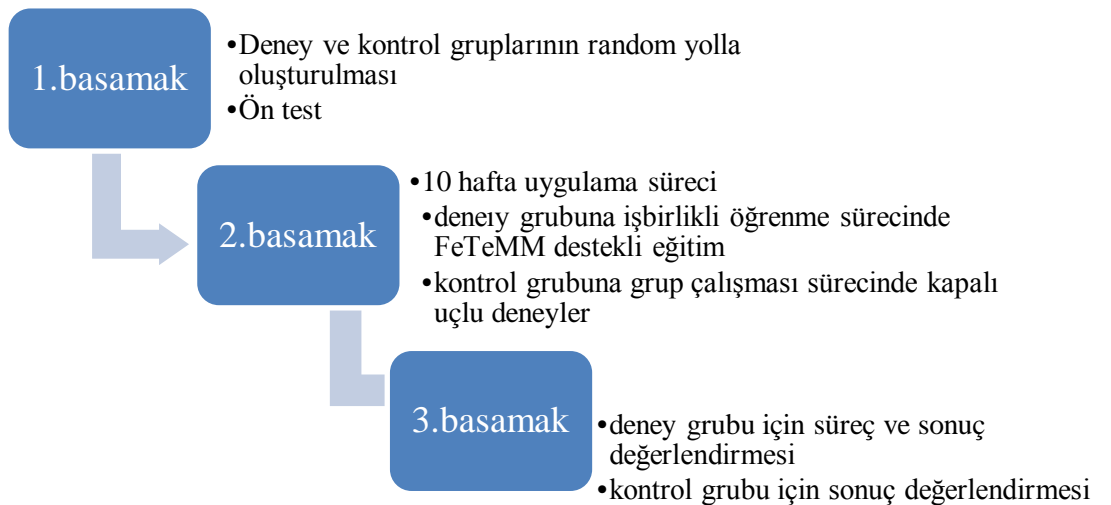 1.basamak
•Deney ve kontrol gruplarının random yolla
oluşturulması
•Ön test
2.basamak
•10 hafta uygulama süreci
•deneıy grubuna işbirlikli öğrenme sürecinde
FeTeMM destekli eğitim
•kontrol grubuna grup çalışması sürecinde kapalı
uçlu deneyler
3.basamak
•deney grubu için süreç ve sonuç
değerlendirmesi
•kontrol grubu için sonuç değerlendirmesi